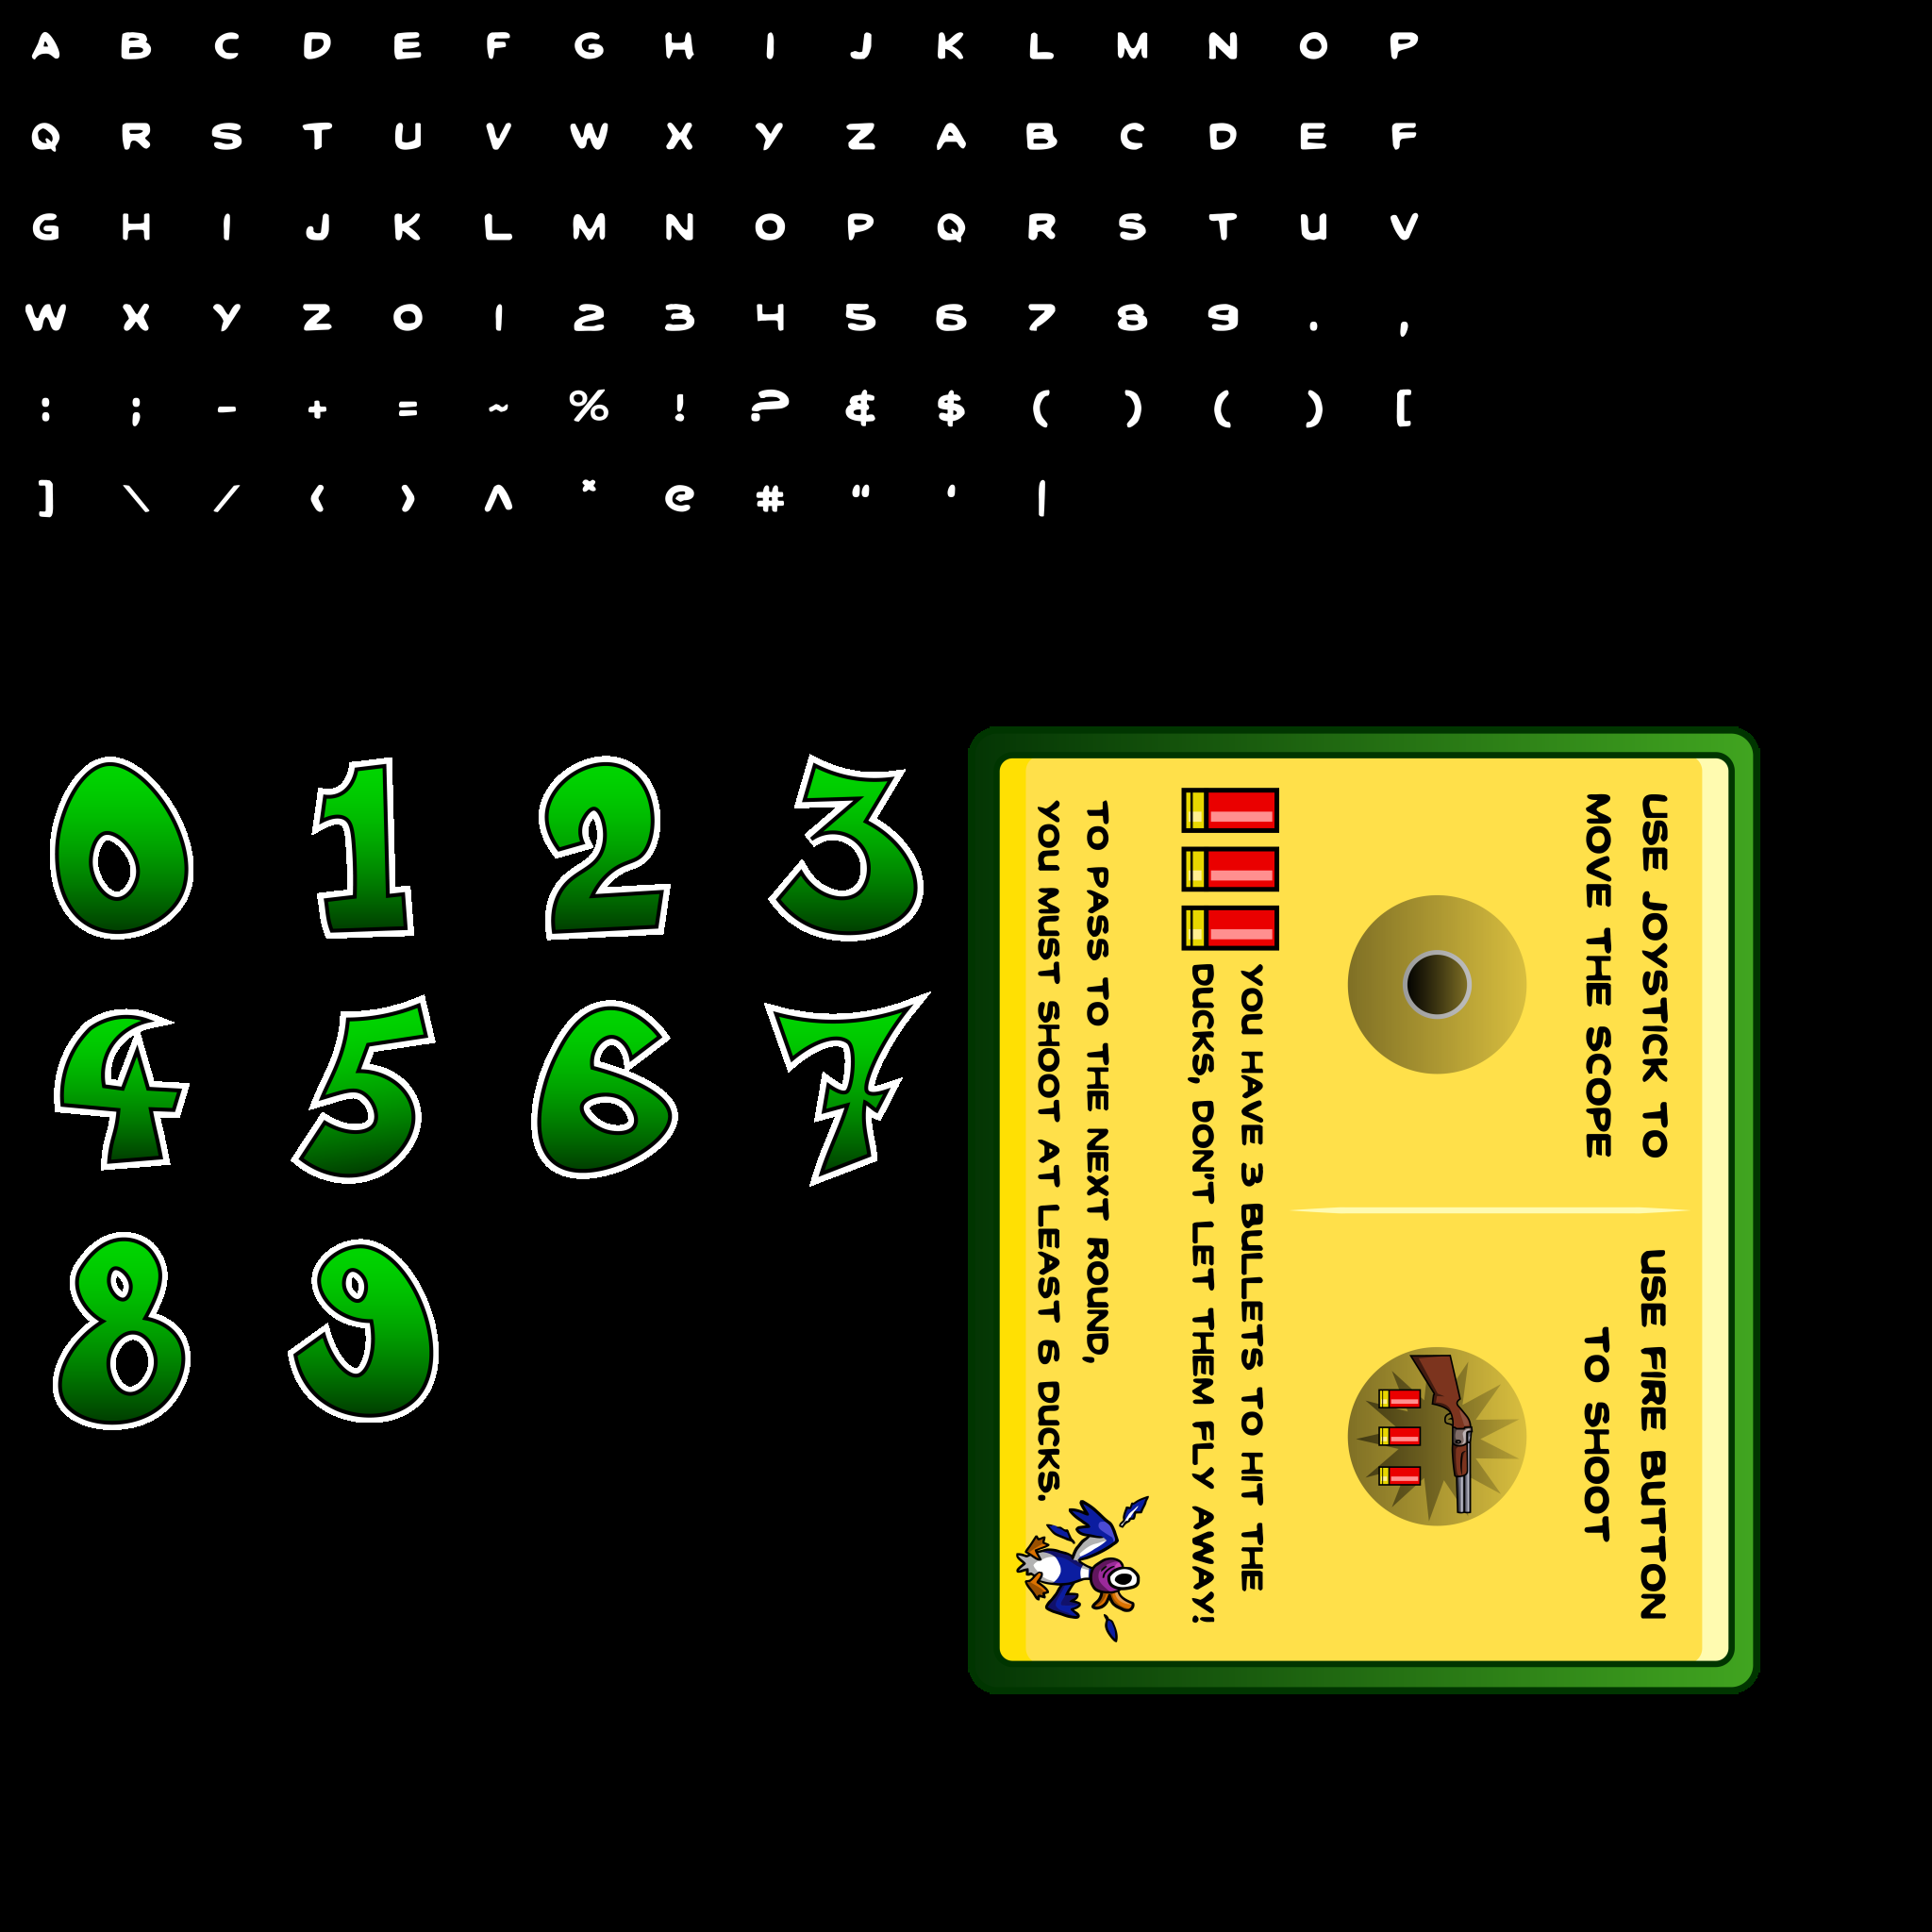 A B C D E F G H I J K L M N O P
Q R S T U V W X Y Z A B C D E F
G H I J K L M N O P Q R S T U V
W X Y Z 0 1 2 3 4 5 6 7 8 9 . ,
: ; - + = ~ % ! ? & $ ( ) ( ) [
] \ / < > ^ * @ # " ' |
0 1 2 3
4 5 6 7
8 9
USE JOYSTICK TO
MOVE THE SCOPE
USE FIRE BUTTON
TO SHOOT
YOU HAVE 3 BULLETS TO HIT THE
DUCKS, DON'T LET THEM FLY AWAY!
TO PASS TO THE NEXT ROUND,
YOU MUST SHOOT AT LEAST 6 DUCKS.